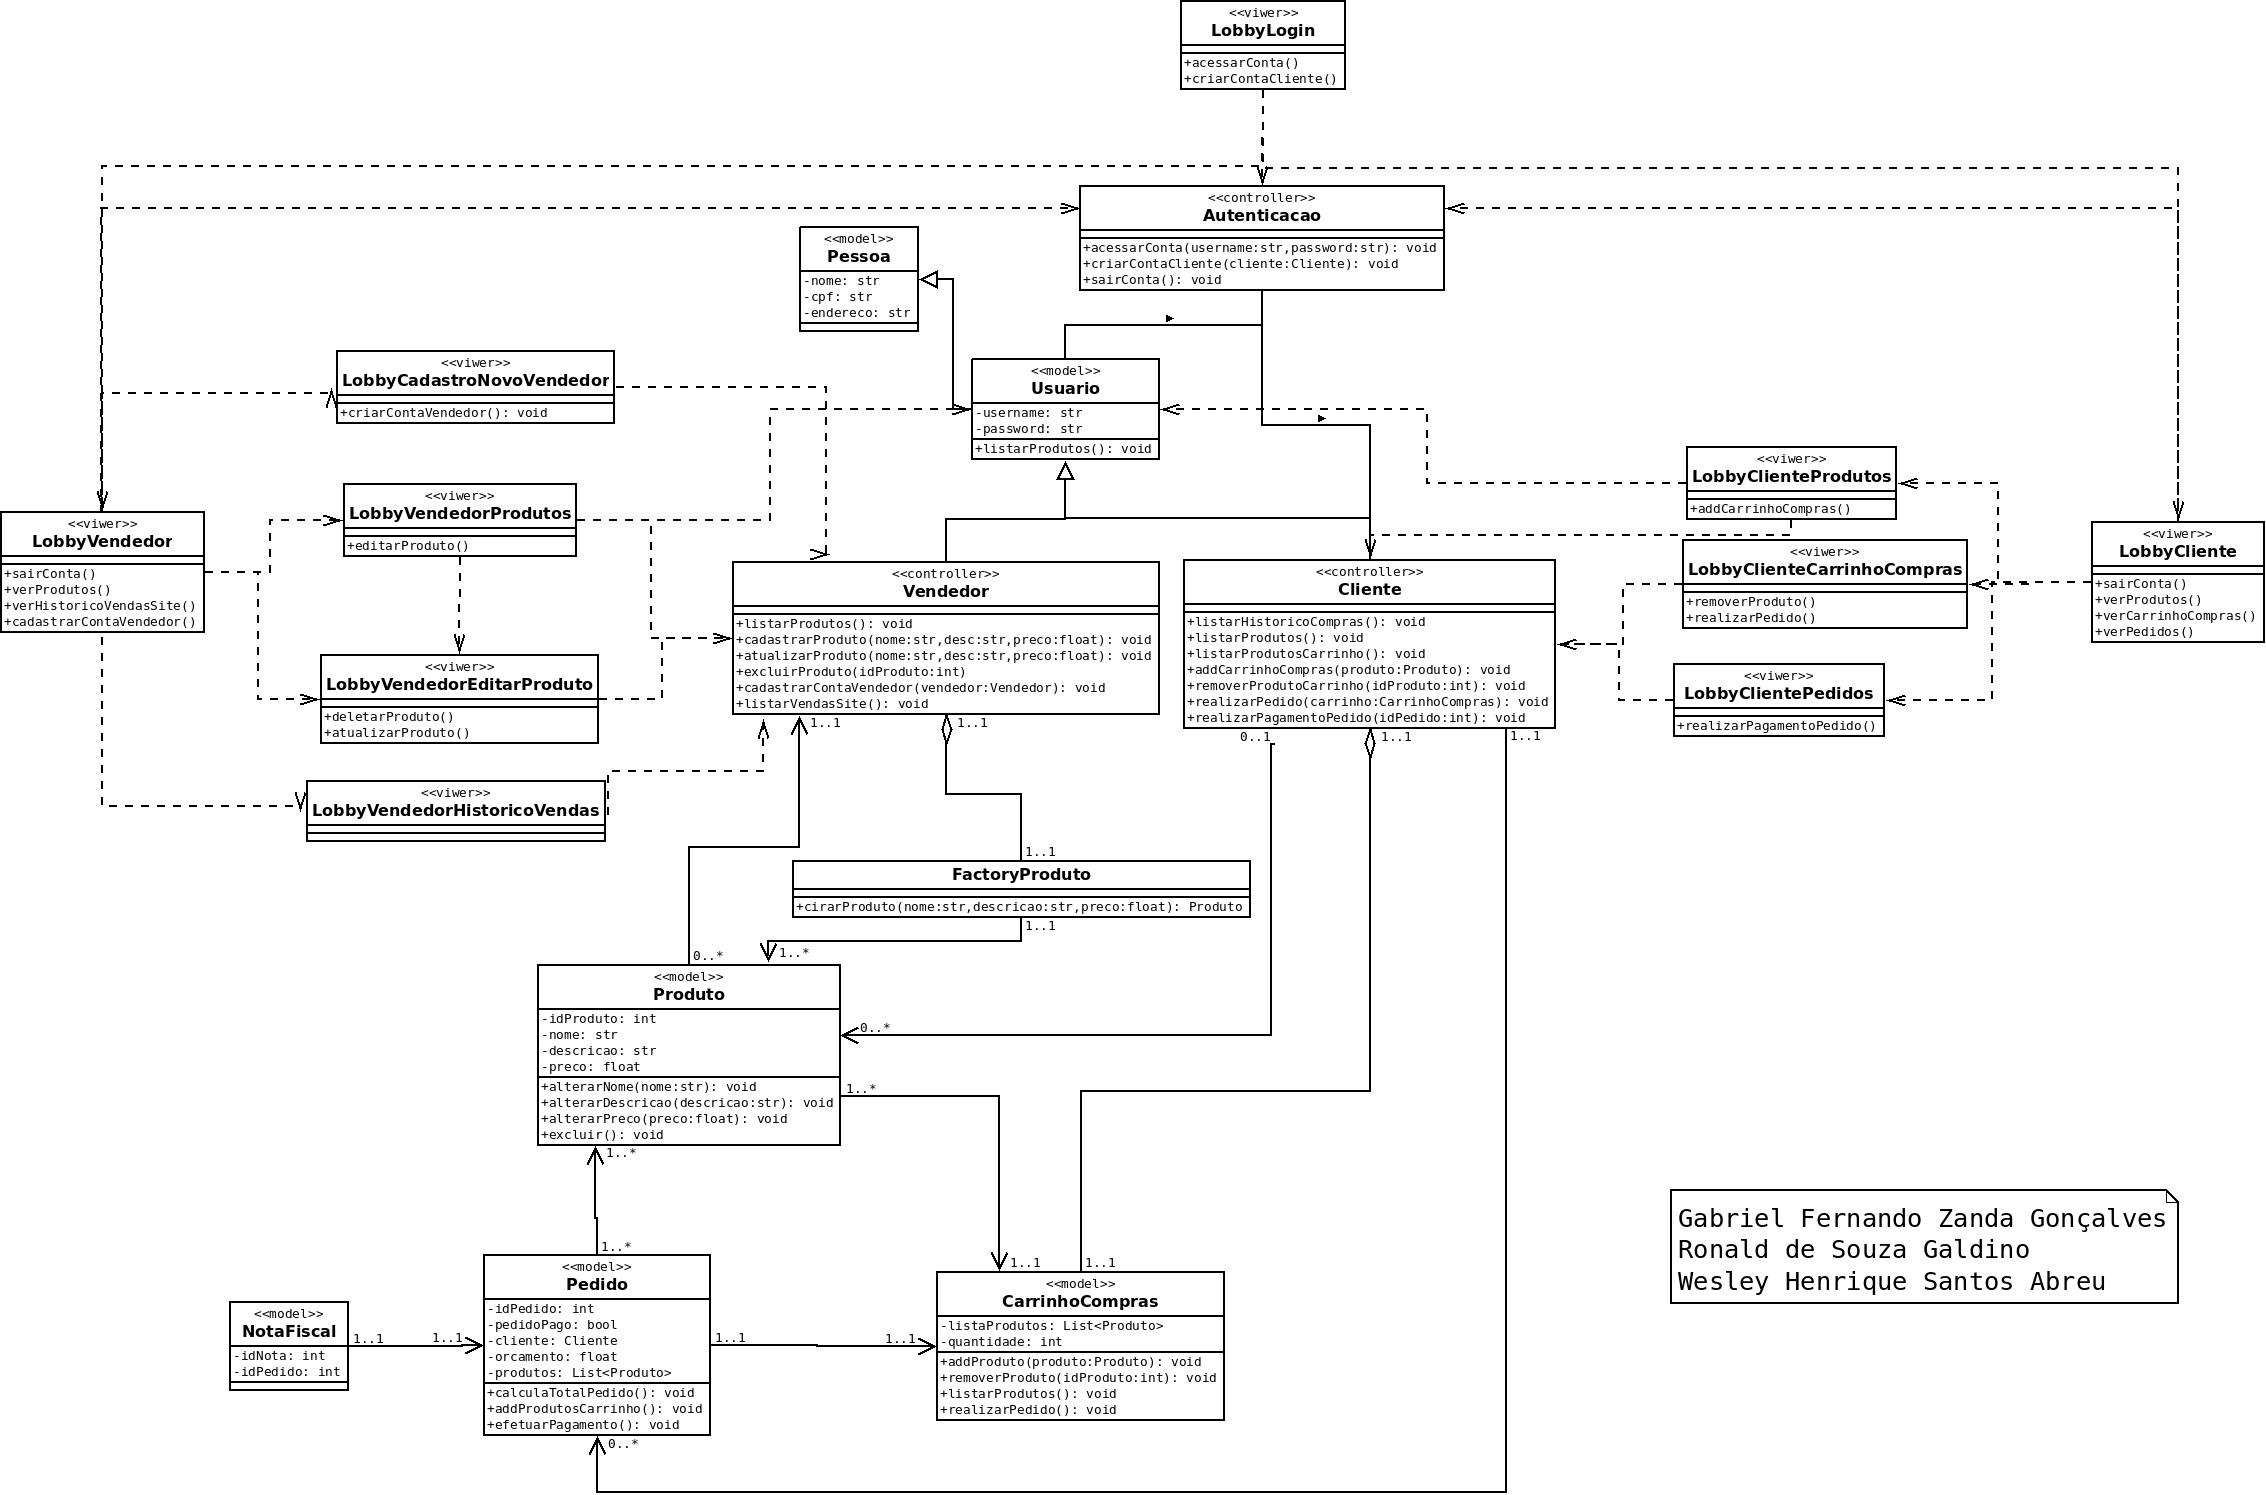 <<viwer>>
LobbyLogin
+acessarConta()
+criarContaCliente()
<<controller>>
Autenticacao
+acessarConta(username:str,password:str): void
+criarContaCliente(cliente:Cliente): void
+sairConta(): void
<<model>>
Pessoa
-nome: str
-cpf: str
-endereco: str
<<viwer>>
LobbyCadastroNovoVendedor
+criarContaVendedor(): void
<<model>>
Usuario
-username: str
-password: str
+listarProdutos(): void
<<viwer>>
LobbyClienteProdutos
+addCarrinhoCompras()
<<viwer>>
LobbyVendedorProdutos
+editarProduto()
<<viwer>>
LobbyVendedor
+sairConta()
+verProdutos()
+verHistoricoVendasSite()
+cadastrarContaVendedor()
<<viwer>>
LobbyCliente
+sairConta()
+verProdutos()
+verCarrinhoCompras()
+verPedidos()
<<viwer>>
LobbyClienteCarrinhoCompras
+removerProduto()
+realizarPedido()
<<controller>>
Vendedor
+listarProdutos(): void
+cadastrarProduto(nome:str,desc:str,preco:float): void
+atualizarProduto(nome:str,desc:str,preco:float): void
+excluirProduto(idProduto:int)
+cadastrarContaVendedor(vendedor:Vendedor): void
+listarVendasSite(): void
<<controller>>
Cliente
+listarHistoricoCompras(): void
+listarProdutos(): void
+listarProdutosCarrinho(): void
+addCarrinhoCompras(produto:Produto): void
+removerProdutoCarrinho(idProduto:int): void
+realizarPedido(carrinho:CarrinhoCompras): void
+realizarPagamentoPedido(idPedido:int): void
<<viwer>>
LobbyVendedorEditarProduto
+deletarProduto()
+atualizarProduto()
<<viwer>>
LobbyClientePedidos
+realizarPagamentoPedido()
1..1
1..1
0..1
1..1
1..1
<<viwer>>
LobbyVendedorHistoricoVendas
1..1
FactoryProduto
+cirarProduto(nome:str,descricao:str,preco:float): Produto
1..1
0..*
1..*
<<model>>
Produto
-idProduto: int
-nome: str
-descricao: str
-preco: float
+alterarNome(nome:str): void
+alterarDescricao(descricao:str): void
+alterarPreco(preco:float): void
+excluir(): void
0..*
1..*
1..*
1..*
<<model>>
Pedido
-idPedido: int
-pedidoPago: bool
-cliente: Cliente
-orcamento: float
-produtos: List<Produto>
+calculaTotalPedido(): void
+addProdutosCarrinho(): void
+efetuarPagamento(): void
0..*
<<model>>
NotaFiscal
-idNota: int
-idPedido: int
1..1
1..1
1..1
1..1
1..1
1..1
<<model>>
CarrinhoCompras
-listaProdutos: List<Produto>
-quantidade: int
+addProduto(produto:Produto): void
+removerProduto(idProduto:int): void
+listarProdutos(): void
+realizarPedido(): void
Gabriel Fernando Zanda Gonçalves
Ronald de Souza Galdino
Wesley Henrique Santos Abreu